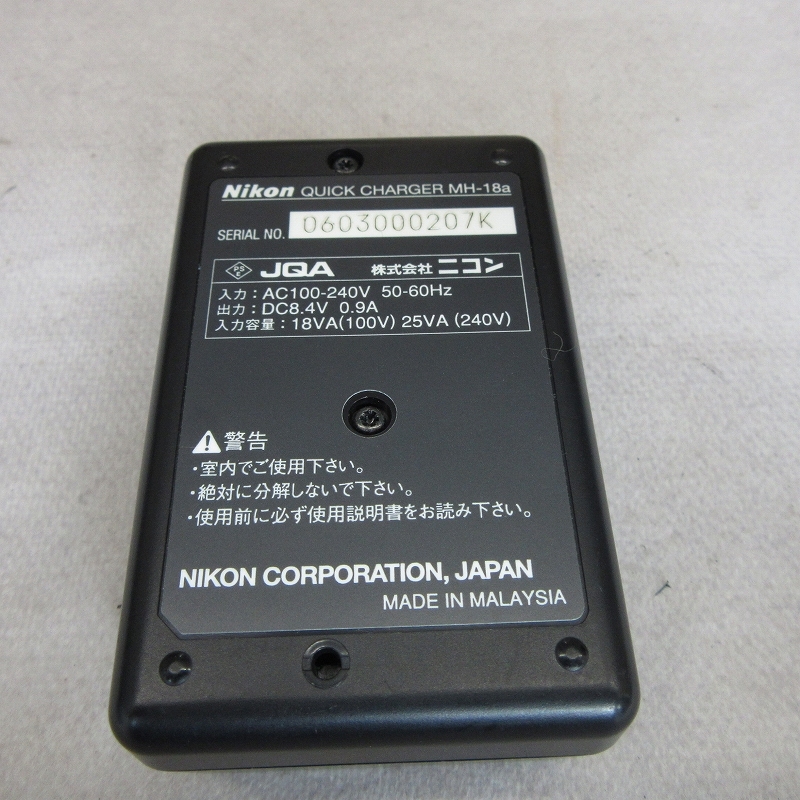 Nikon QUICK CHARGER MH-18a
SERIAL NO. 0603000207K
PS E JQA 株式会社 ニコン
入力：AC100-240V 50-60Hz
出力：DC8.4V 0.9A
入力容量：18VA(100V) 25VA (240V)
警告
・室内でご使用下さい。
・絶対に分解しないで下さい。
・使用前に必ず使用説明書をお読み下さい。
NIKON CORPORATION, JAPAN
MADE IN MALAYSIA